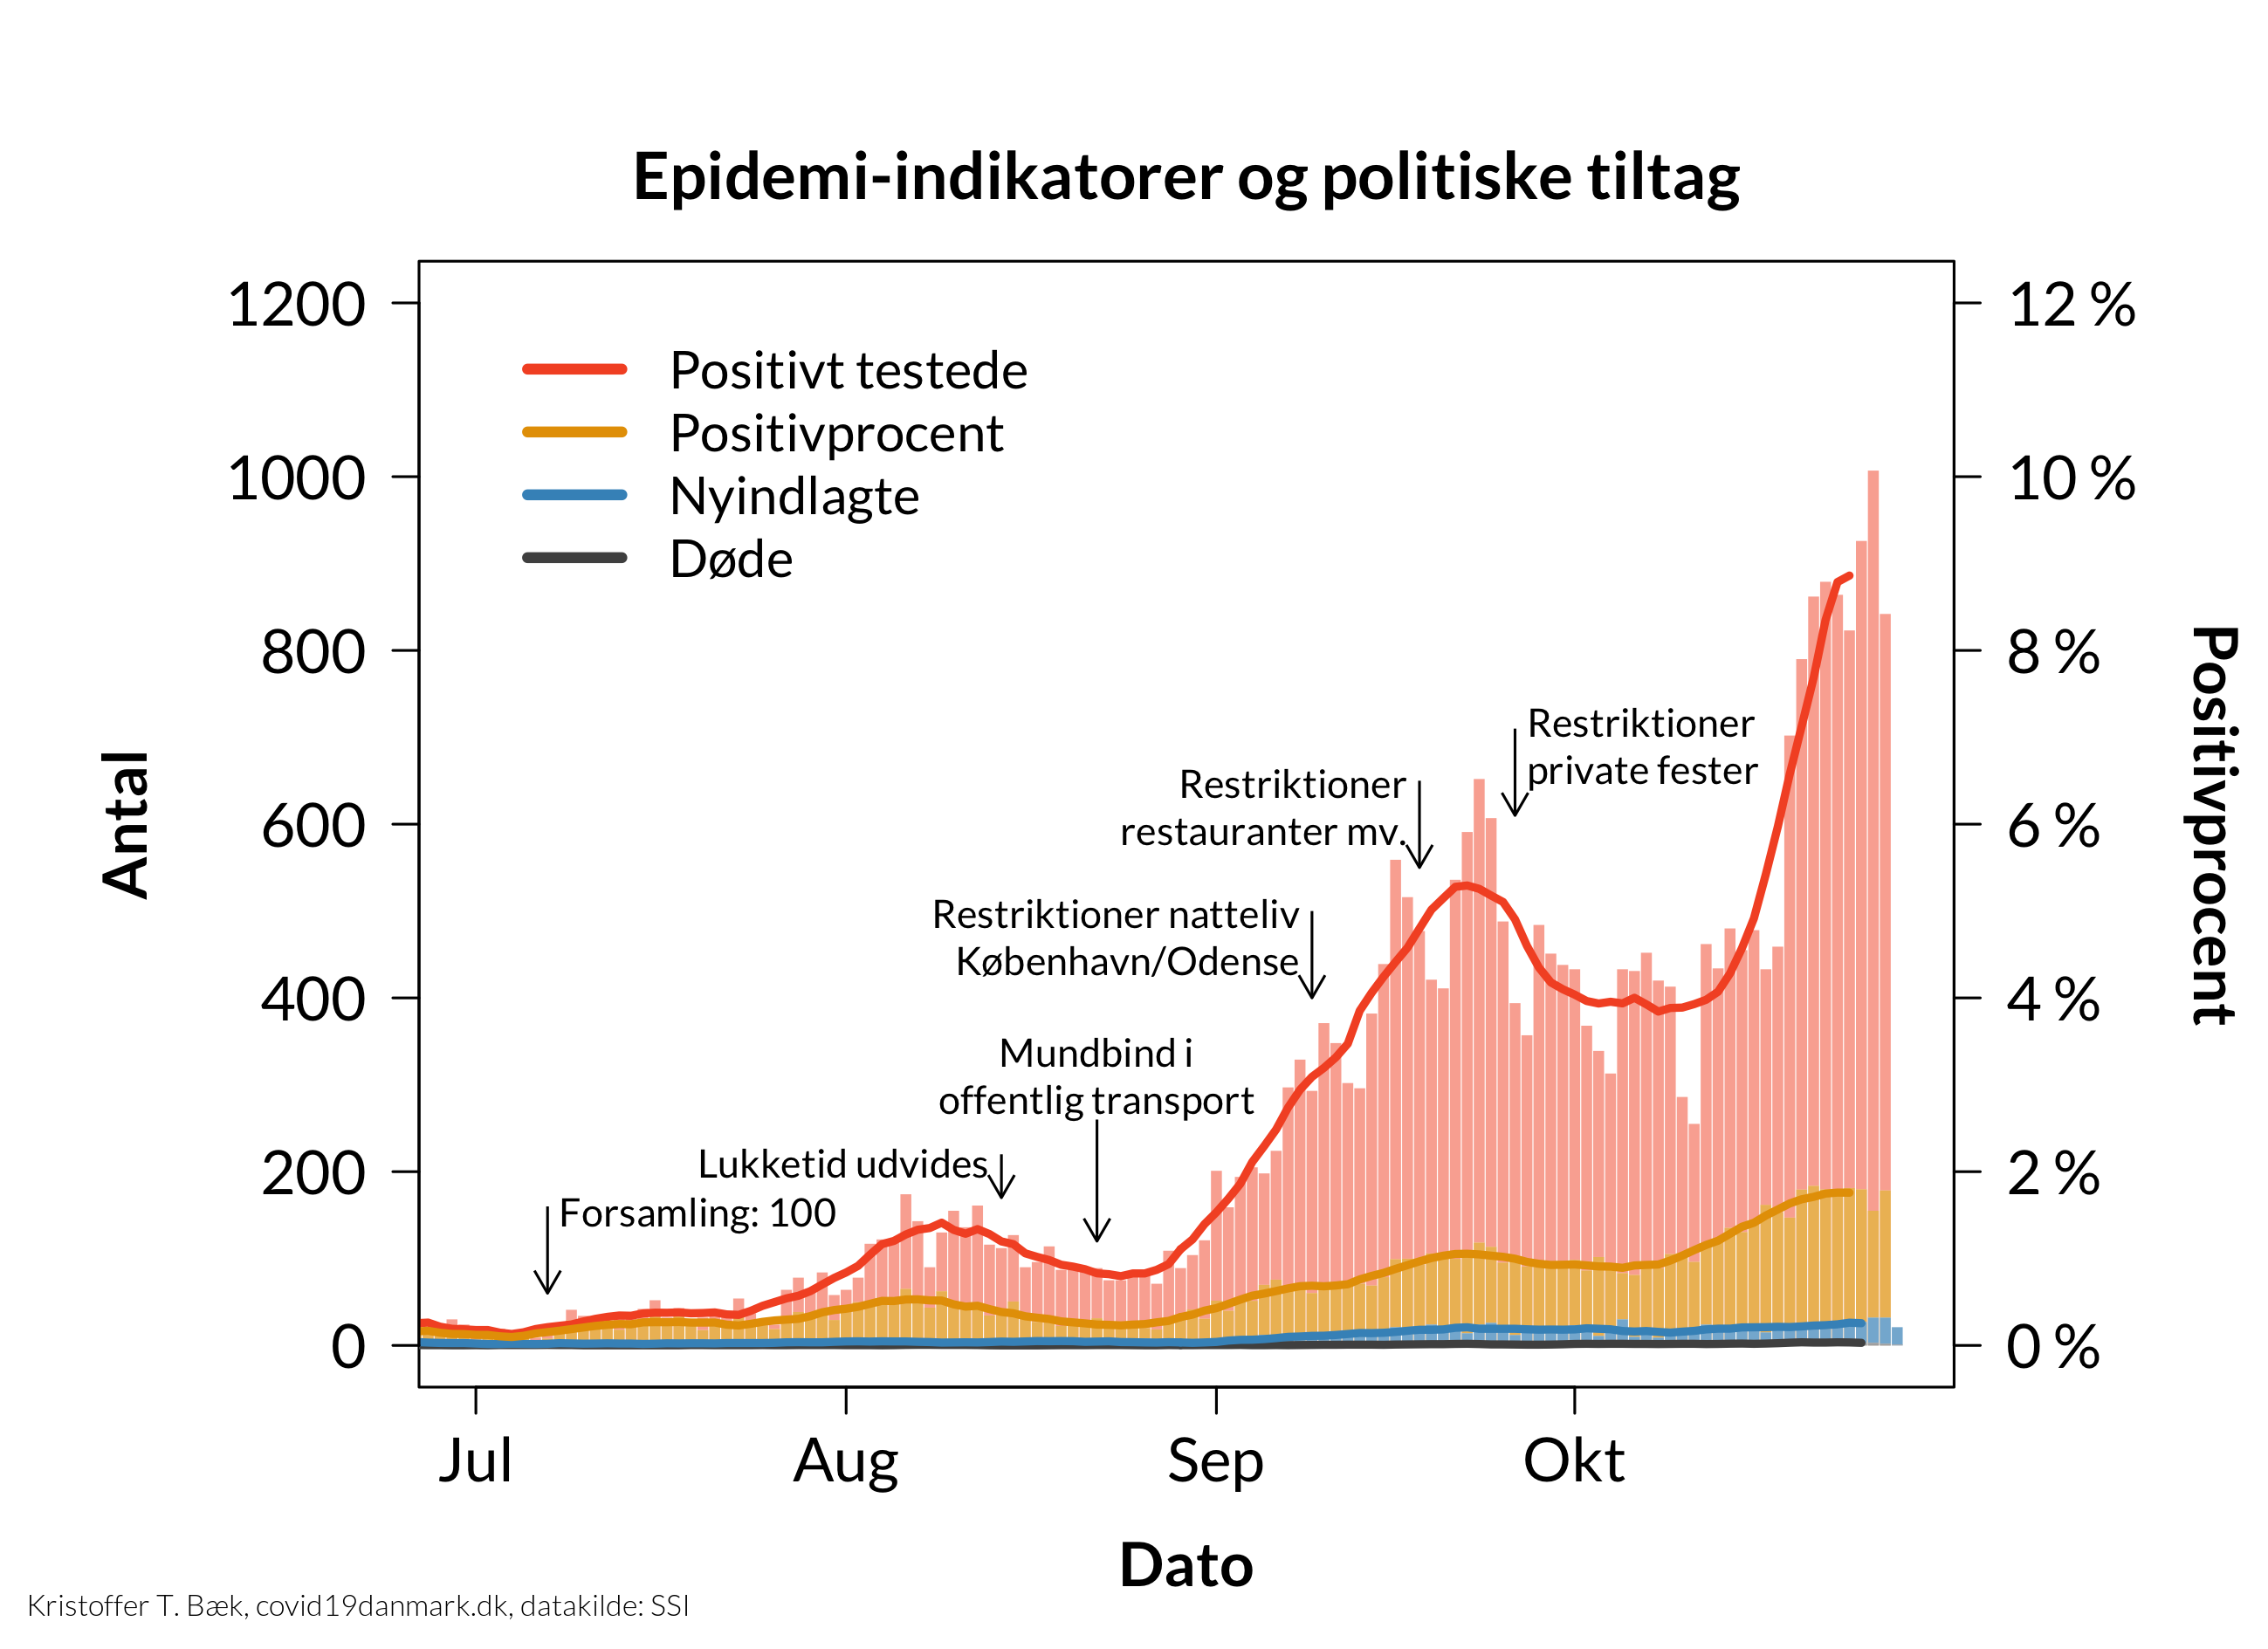 Epidemi-indikatorer og politiske tiltag
1200
1000
800
600
400
200
0
Antal
12 %
10 %
8 %
6 %
4 %
2 %
0 %
Positivprocent
Positivt testede
Positivprocent
Nyindlagte
Døde
Forsamling: 100
Lukketid udvides
Mundbind i
offentlig transport
Restriktioner natteliv
København/Odense
Restriktioner
restauranter mv.
Restriktioner
private fester
Jul
Aug
Sep
Okt
Dato
Kristoffer T. Bæk, covid19danmark.dk, datakilde: SSI